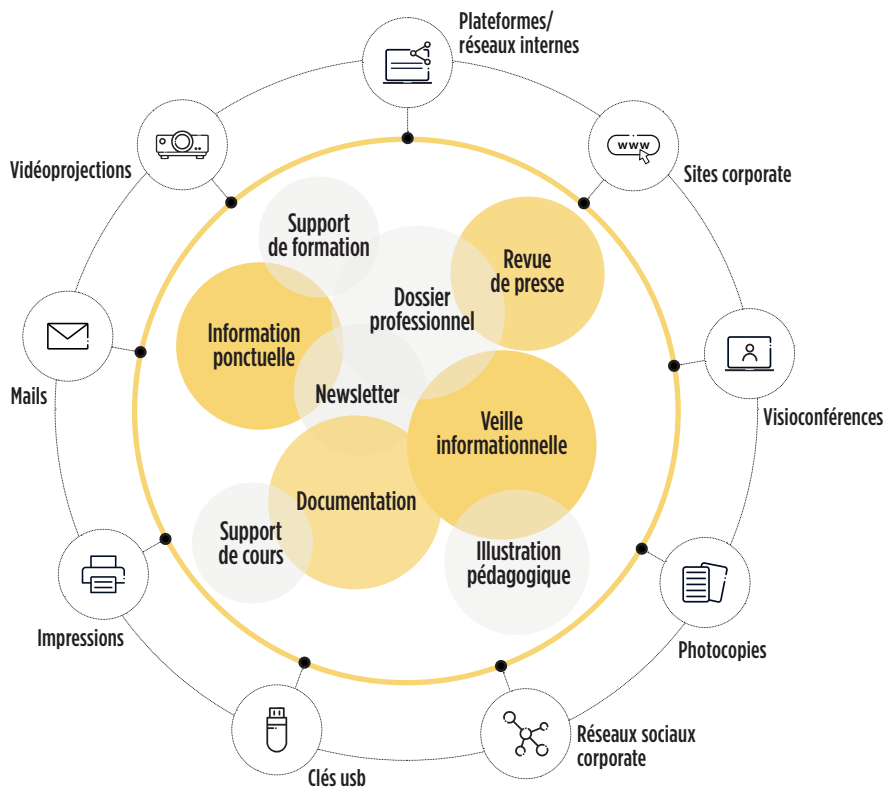 Plateformes/
réseaux internes
www
Sites corporate
Vidéoprojections
Support
de formation
Revue
de presse
Dossier
professionnel
Information
ponctuelle
Newsletter
Mails
Visioconférences
Veille
informationnelle
Documentation
Support
de cours
Illustration
pédagogique
Impressions
Photocopies
Réseaux sociaux
corporate
Clés usb